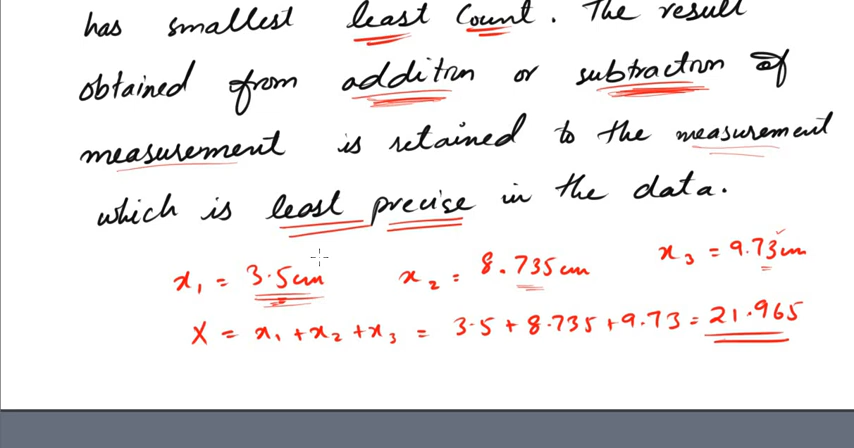 has smallest least count. The result
obtained from addition or subtraction of
measurement is retained to the measurement
which is least precise in the data.
x₁ = 3.5cm x₂ = 8.735cm x₃ = 9.73cm
X = x₁ + x₂ + x₃ = 3.5 + 8.735 + 9.73 = 21.965